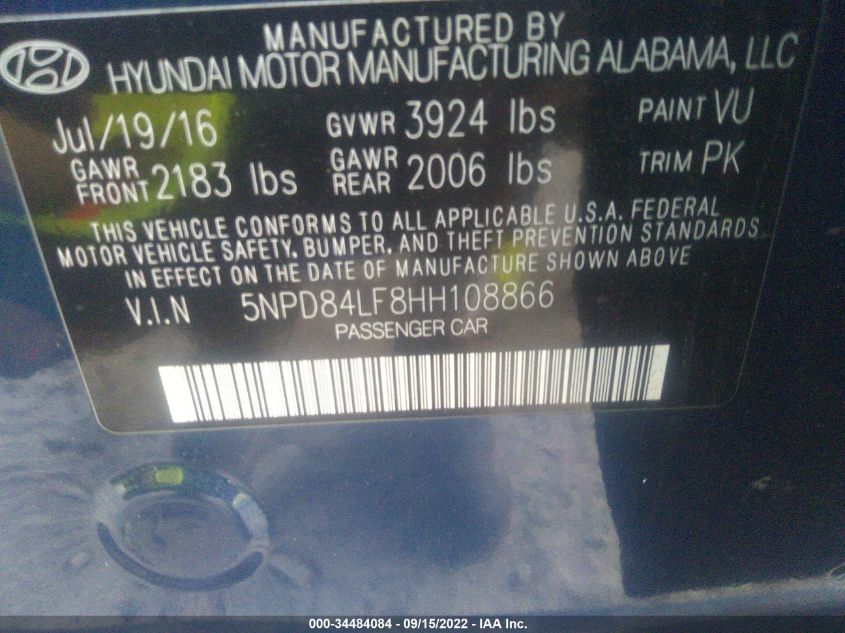 MANUFACTURED BY
HYUNDAI MOTOR MANUFACTURING ALABAMA, LLC
Jul/19/16 GVWR 3924 lbs PAINT VU
GAWR FRONT 2183 lbs GAWR REAR 2006 lbs TRIM PK
THIS VEHICLE CONFORMS TO ALL APPLICABLE U.S.A. FEDERAL
MOTOR VEHICLE SAFETY, BUMPER, AND THEFT PREVENTION STANDARDS
IN EFFECT ON THE DATE OF MANUFACTURE SHOWN ABOVE
V.I.N 5NPD84LF8HH108866
PASSENGER CAR
000-34484084 - 09/15/2022 - IAA Inc.